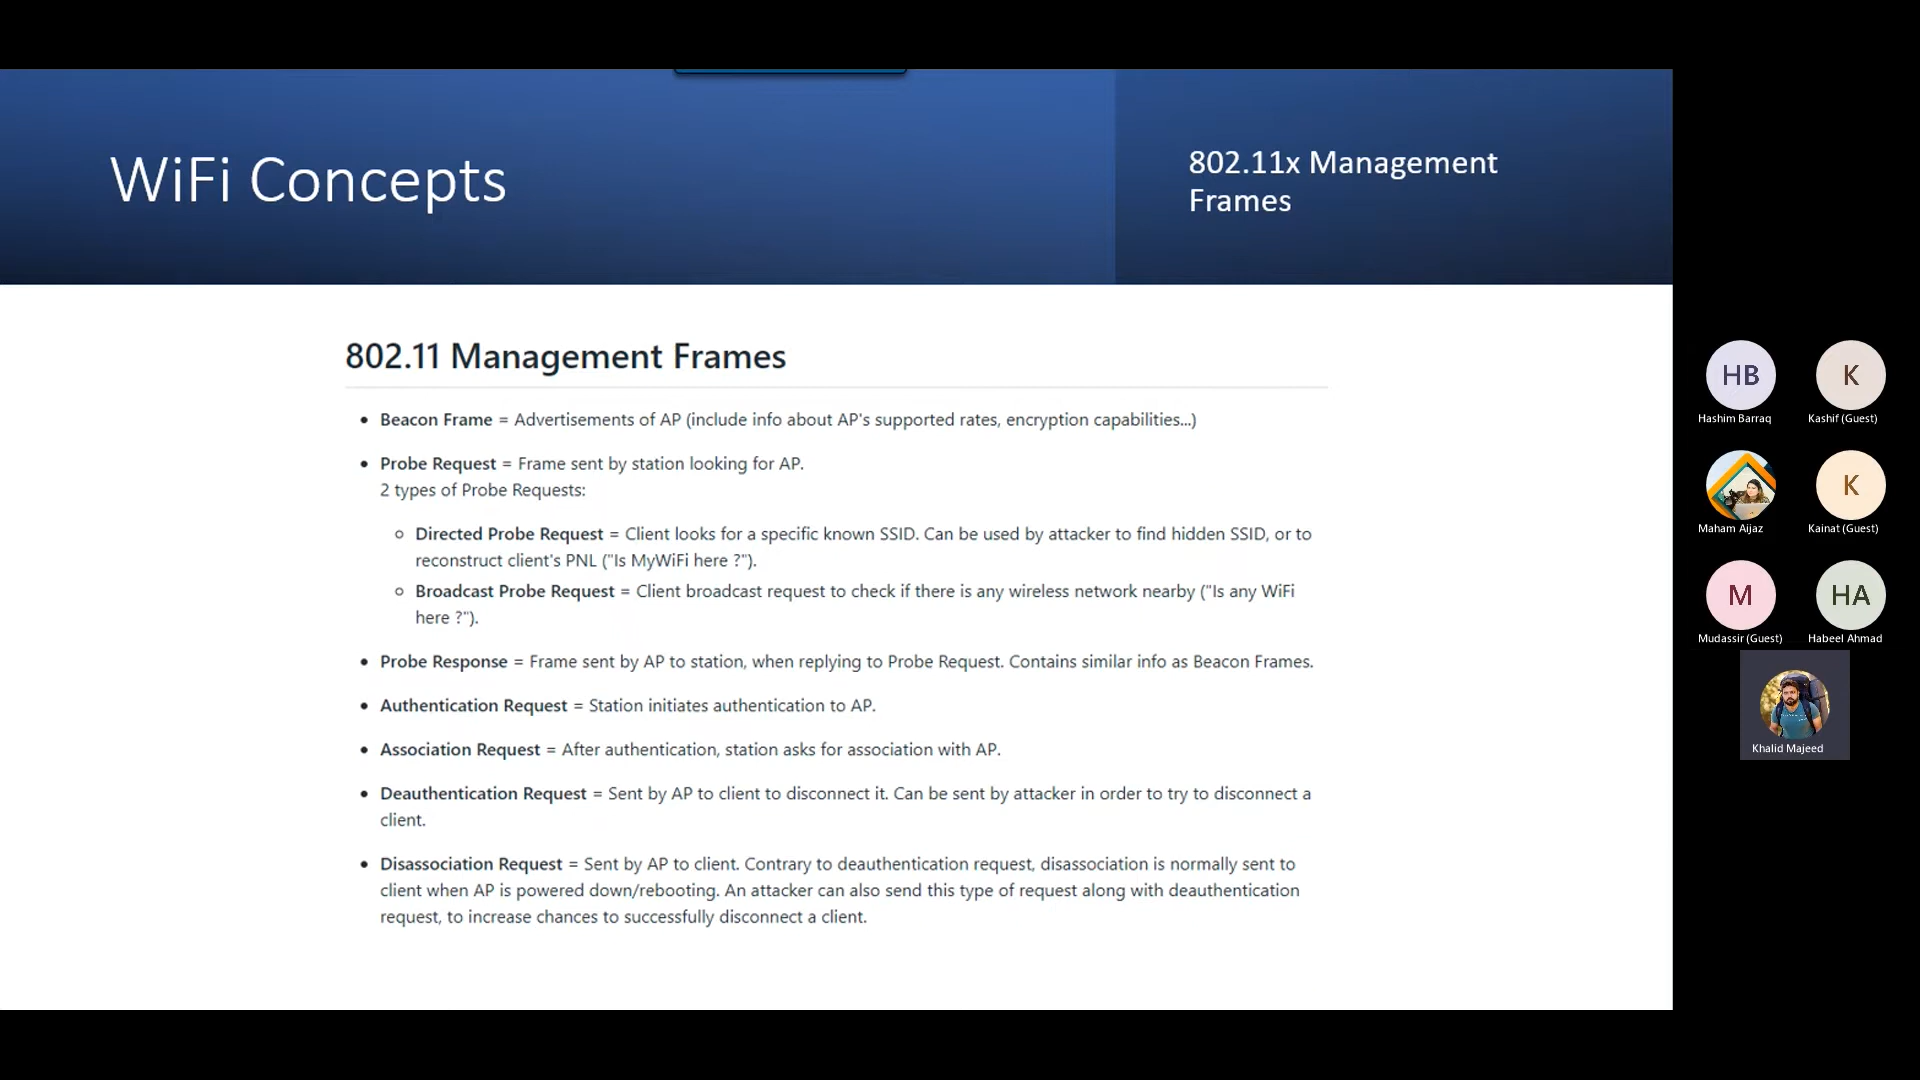 WiFi Concepts
802.11x Management
Frames
802.11 Management Frames
• Beacon Frame = Advertisements of AP (include info about AP's supported rates, encryption capabilities...)
• Probe Request = Frame sent by station looking for AP.
2 types of Probe Requests:
◦ Directed Probe Request = Client looks for a specific known SSID. Can be used by attacker to find hidden SSID, or to
reconstruct client's PNL ("Is MyWiFi here ?").
◦ Broadcast Probe Request = Client broadcast request to check if there is any wireless network nearby ("Is any WiFi
here ?").
• Probe Response = Frame sent by AP to station, when replying to Probe Request. Contains similar info as Beacon Frames.
• Authentication Request = Station initiates authentication to AP.
• Association Request = After authentication, station asks for association with AP.
• Deauthentication Request = Sent by AP to client to disconnect it. Can be sent by attacker in order to try to disconnect a
client.
• Disassociation Request = Sent by AP to client. Contrary to deauthentication request, disassociation is normally sent to
client when AP is powered down/rebooting. An attacker can also send this type of request along with deauthentication
request, to increase chances to successfully disconnect a client.
HB
K
Hashim Barraq
Kashif (Guest)
K
Maham Aijaz
Kainat (Guest)
M
HA
Mudassir (Guest)
Habeel Ahmad
Khalid Majeed